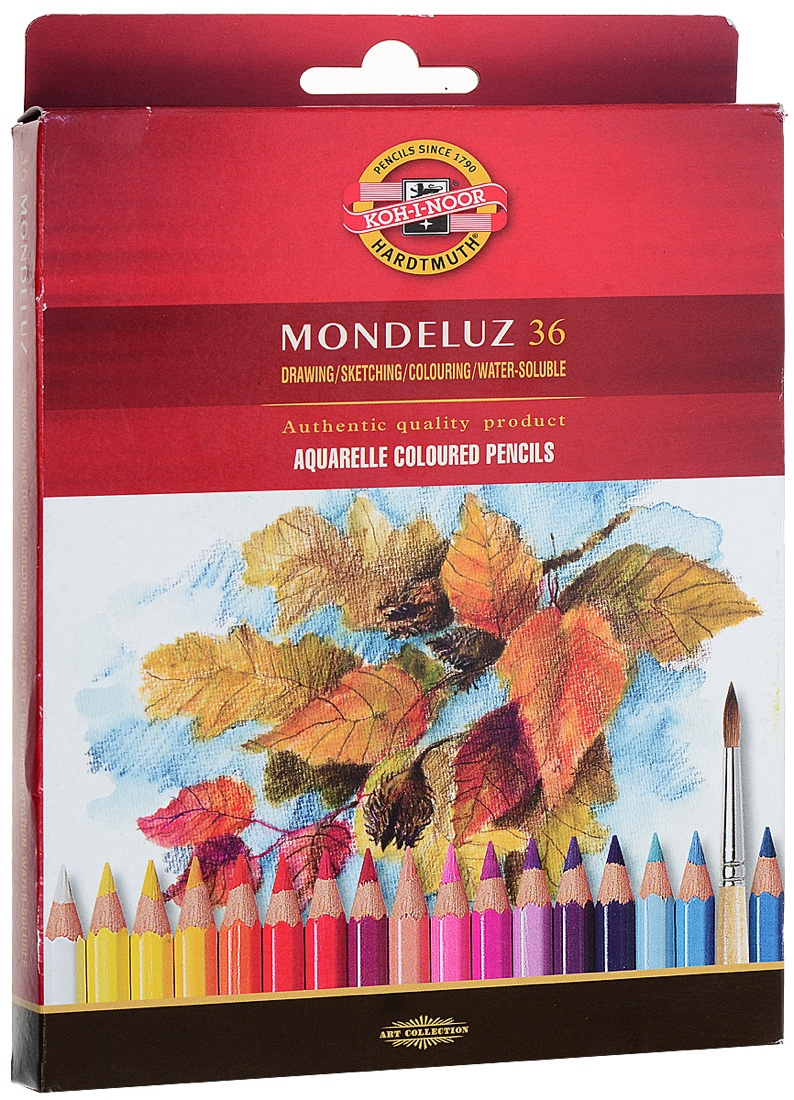 PENCILS SINCE 1790
KOH-I-NOOR®
HARDTMUTH®
MONDELUZ 36
DRAWING/SKETCHING/COLOURING/WATER-SOLUBLE
Authentic quality product
AQUARELLE COLOURED PENCILS
ART COLLECTION
MONDELUZ